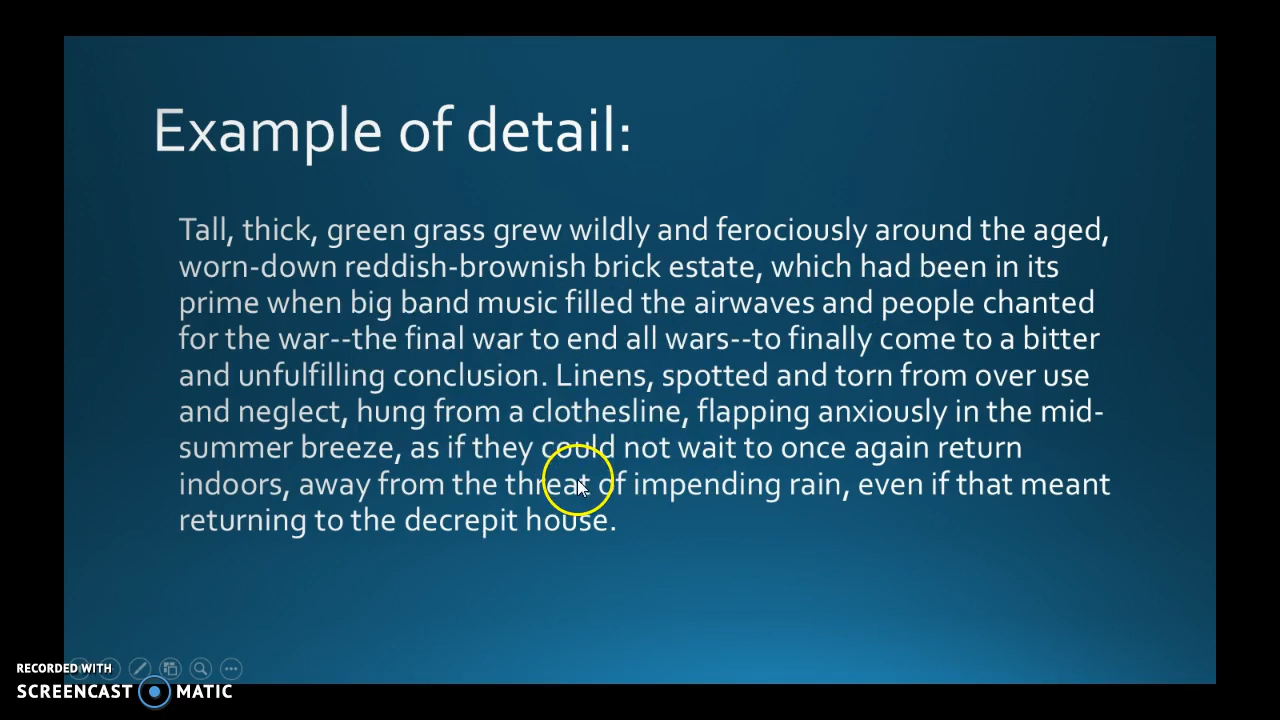 Example of detail:
Tall, thick, green grass grew wildly and ferociously around the aged,
worn-down reddish-brownish brick estate, which had been in its
prime when big band music filled the airwaves and people chanted
for the war--the final war to end all wars--to finally come to a bitter
and unfulfilling conclusion. Linens, spotted and torn from over use
and neglect, hung from a clothesline, flapping anxiously in the mid-
summer breeze, as if they could not wait to once again return
indoors, away from the threat of impending rain, even if that meant
returning to the decrepit house.
RECORDED WITH
SCREENCAST MATIC